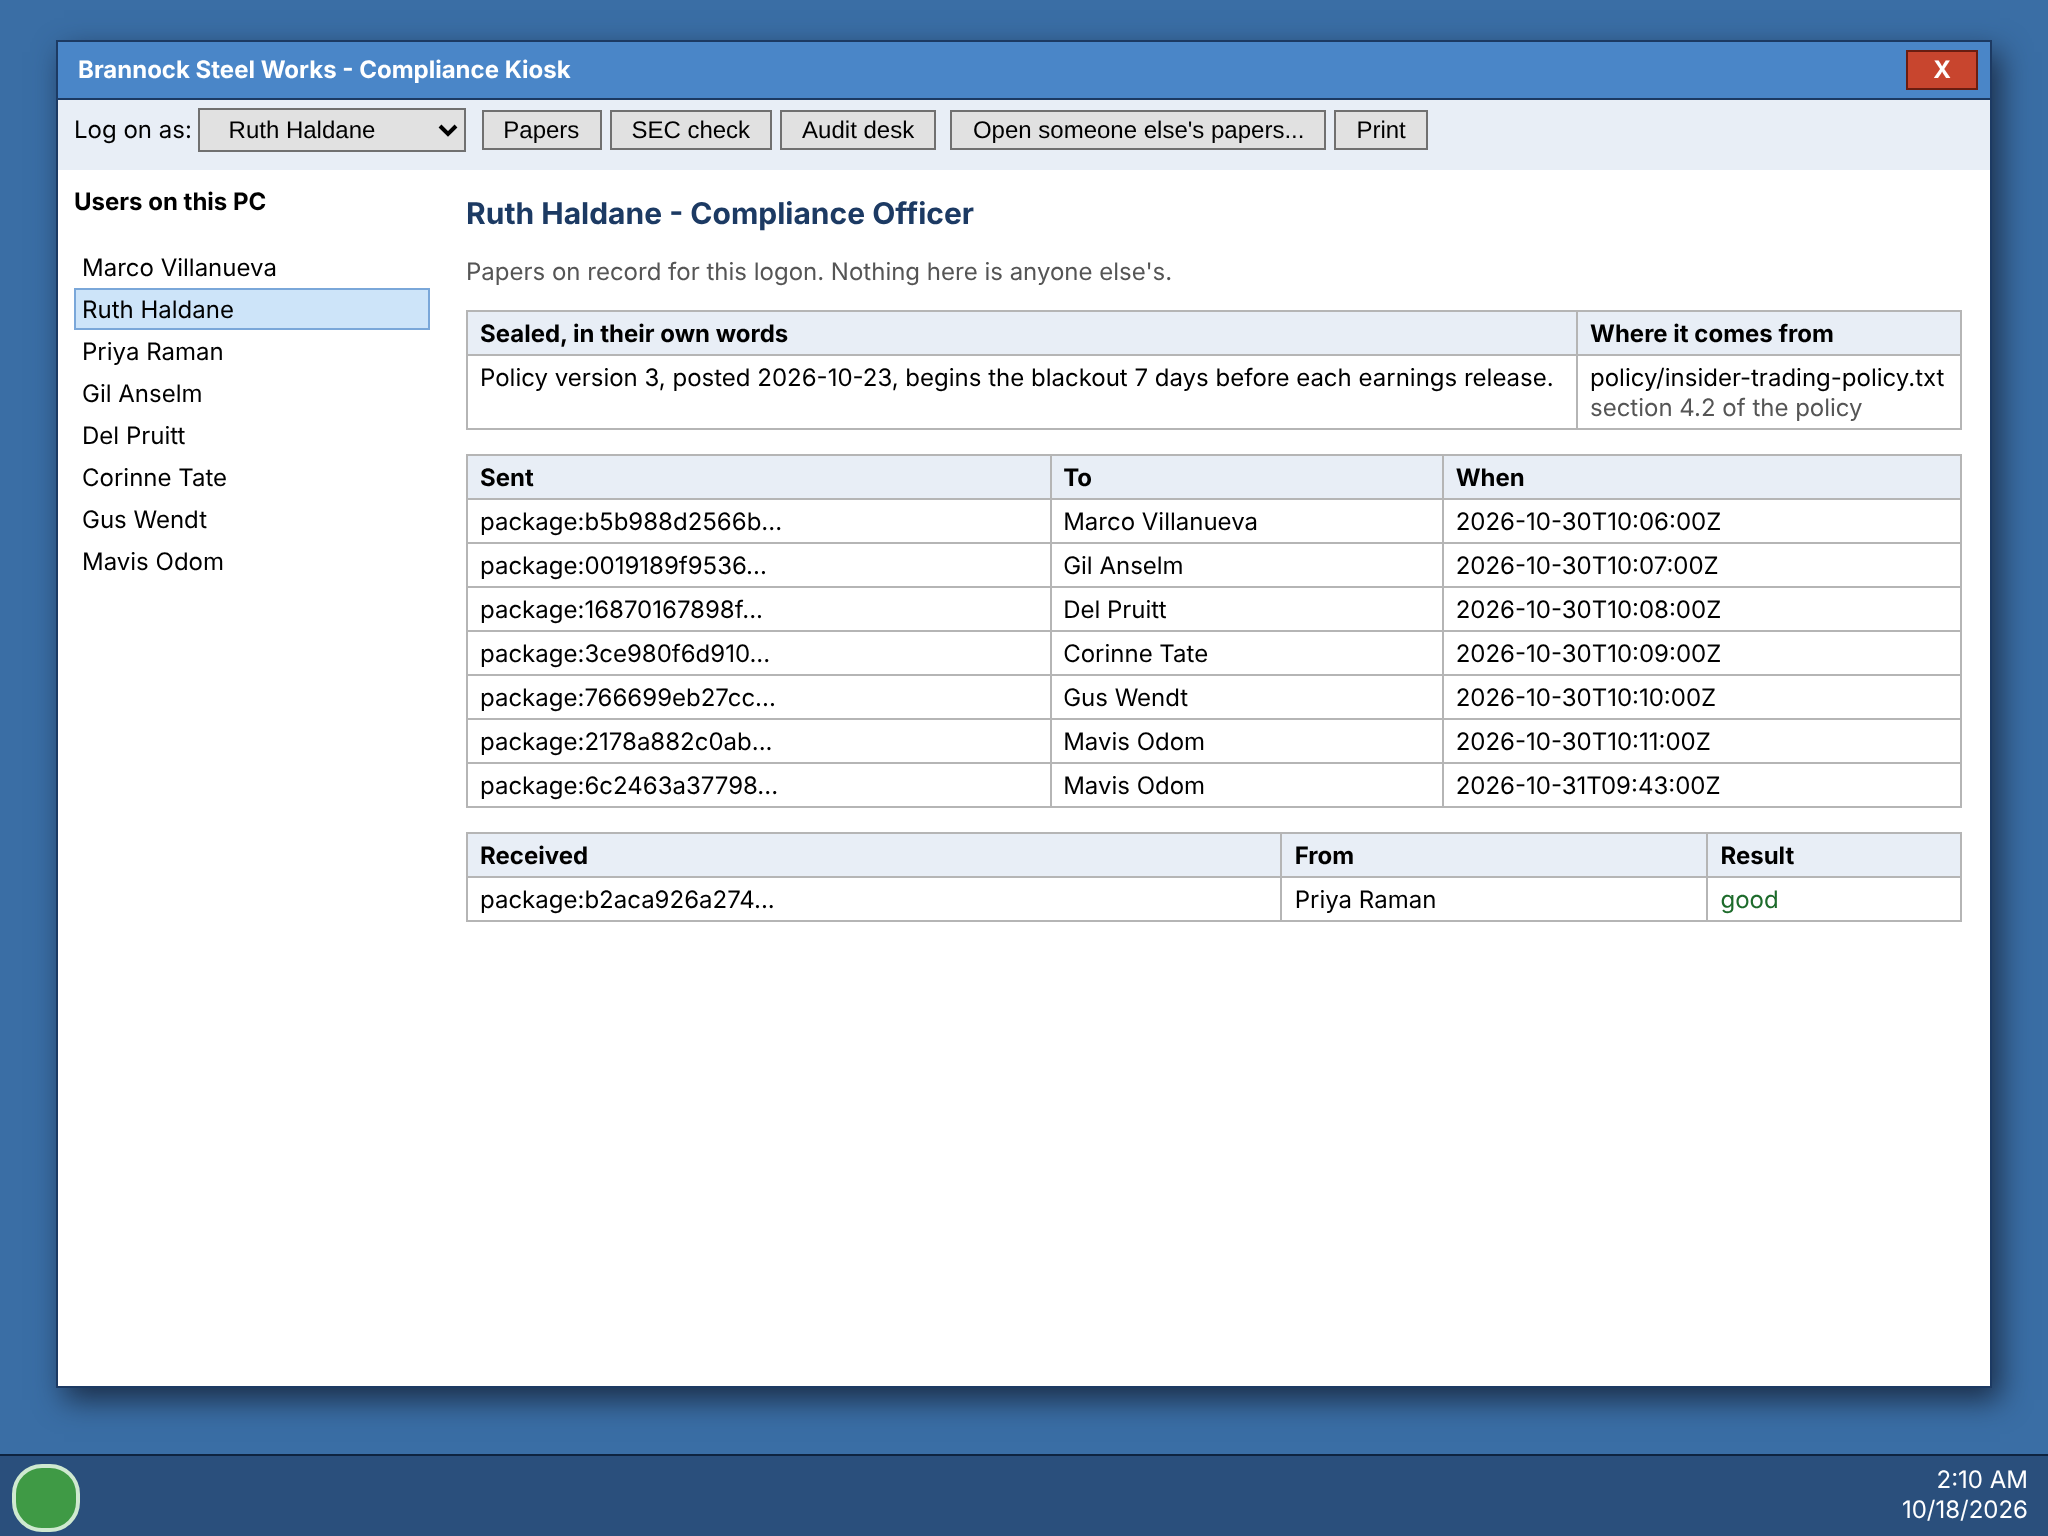 Brannock Steel Works - Compliance Kiosk
X
Log on as: Ruth Haldane Papers SEC check Audit desk Open someone else's papers... Print
Users on this PC
Marco Villanueva
Ruth Haldane
Priya Raman
Gil Anselm
Del Pruitt
Corinne Tate
Gus Wendt
Mavis Odom
Ruth Haldane - Compliance Officer
Papers on record for this logon. Nothing here is anyone else's.
Sealed, in their own words Where it comes from
Policy version 3, posted 2026-10-23, begins the blackout 7 days before each earnings release. policy/insider-trading-policy.txt
section 4.2 of the policy
Sent To When
package:b5b988d2566b... Marco Villanueva 2026-10-30T10:06:00Z
package:0019189f9536... Gil Anselm 2026-10-30T10:07:00Z
package:16870167898f... Del Pruitt 2026-10-30T10:08:00Z
package:3ce980f6d910... Corinne Tate 2026-10-30T10:09:00Z
package:766699eb27cc... Gus Wendt 2026-10-30T10:10:00Z
package:2178a882c0ab... Mavis Odom 2026-10-30T10:11:00Z
package:6c2463a37798... Mavis Odom 2026-10-31T09:43:00Z
Received From Result
package:b2aca926a274... Priya Raman good
2:10 AM
10/18/2026